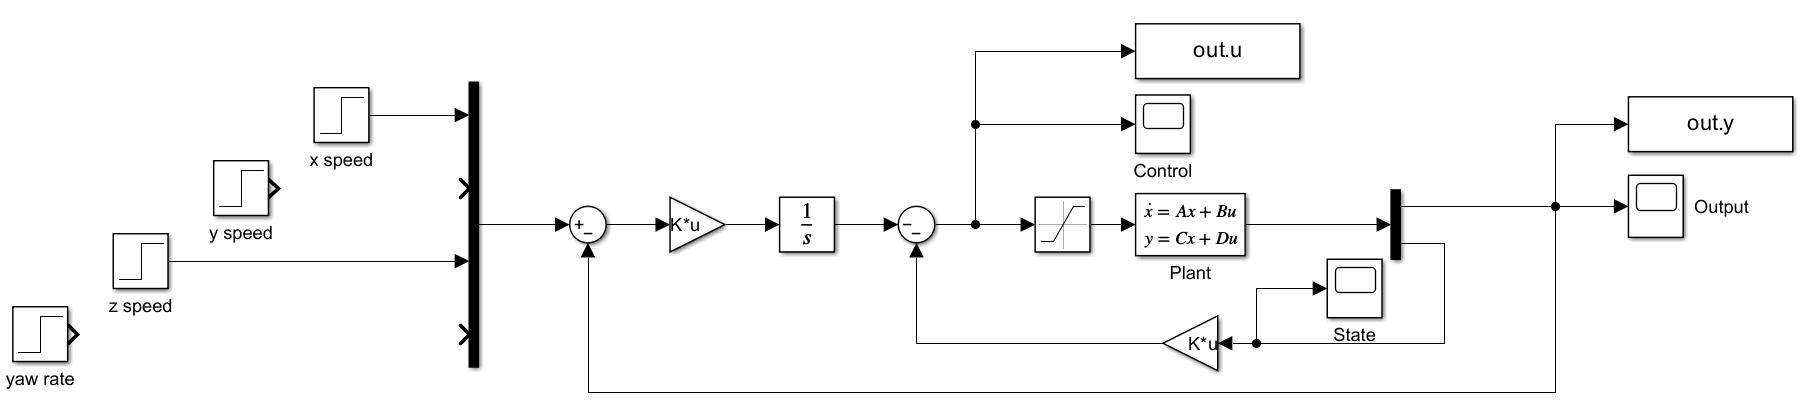 out.u
x speed
out.y
Control
y speed
+
−
K*u
1
s
−
−
ẋ = Ax + Bu
y = Cx + Du
Output
Plant
z speed
State
K*u
yaw rate